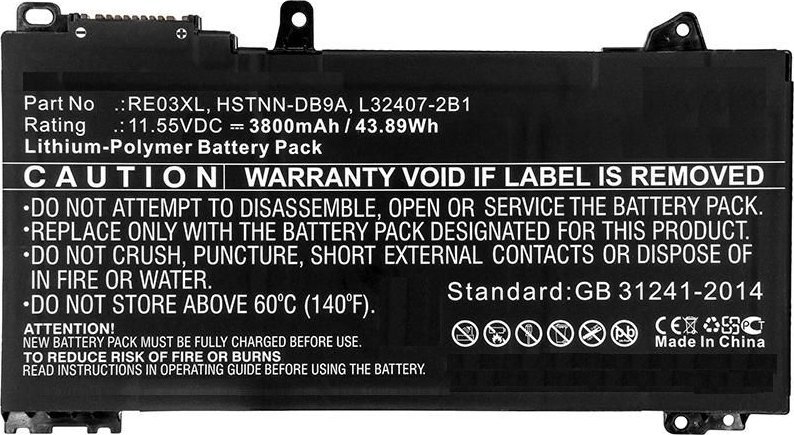 Part No .:RE03XL, HSTNN-DB9A, L32407-2B1
Rating .:11.55VDC ⎓ 3800mAh / 43.89Wh
Lithium-Polymer Battery Pack
CAUTION WARRANTY VOID IF LABEL IS REMOVED
•DO NOT ATTEMPT TO DISASSEMBLE, OPEN OR SERVICE THE BATTERY PACK.
•REPLACE ONLY WITH THE BATTERY PACK DESIGNATED FOR THIS PRODUCT.
•DO NOT CRUSH, PUNCTURE, SHORT EXTERNAL CONTACTS OR DISPOSE OF
IN FIRE OR WATER.
•DO NOT STORE ABOVE 60°C (140°F).
Standard:GB 31241-2014
ATTENTION!
NEW BATTERY PACK MUST BE FULLY CHARGED BEFORE USE.
TO REDUCE RISK OF FIRE OR BURNS
READ INSTRUCTIONS IN OPERATING GUIDE BEFORE USING THE BATTERY.
CE
Made In China